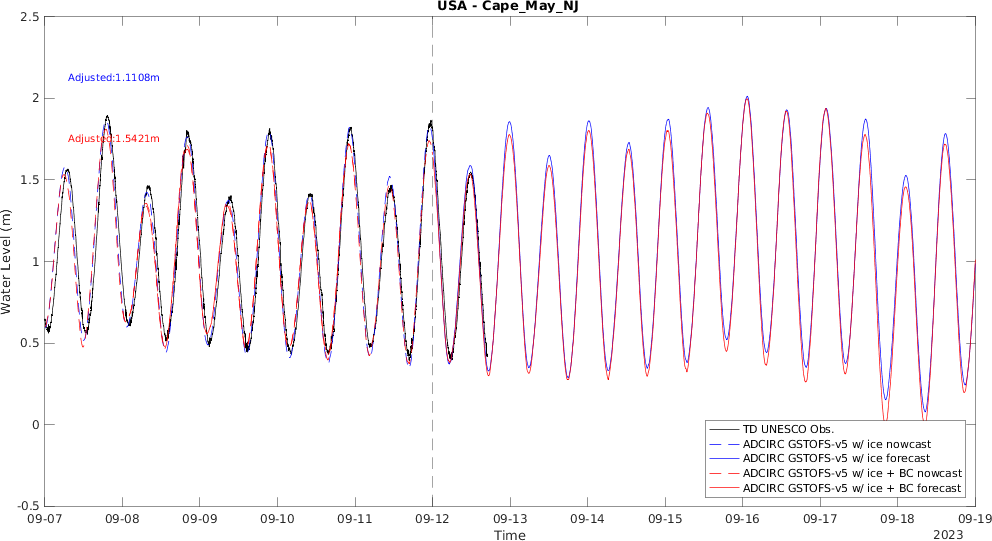 USA - Cape_May_NJ
2.5
2
1.5
1
0.5
0
-0.5
Water Level (m)
Adjusted:1.1108m
Adjusted:1.5421m
TD UNESCO Obs.
ADCIRC GSTOFS-v5 w/ ice nowcast
ADCIRC GSTOFS-v5 w/ ice forecast
ADCIRC GSTOFS-v5 w/ ice + BC nowcast
ADCIRC GSTOFS-v5 w/ ice + BC forecast
09-07 09-08 09-09 09-10 09-11 09-12 09-13 09-14 09-15 09-16 09-17 09-18 09-19
Time
2023